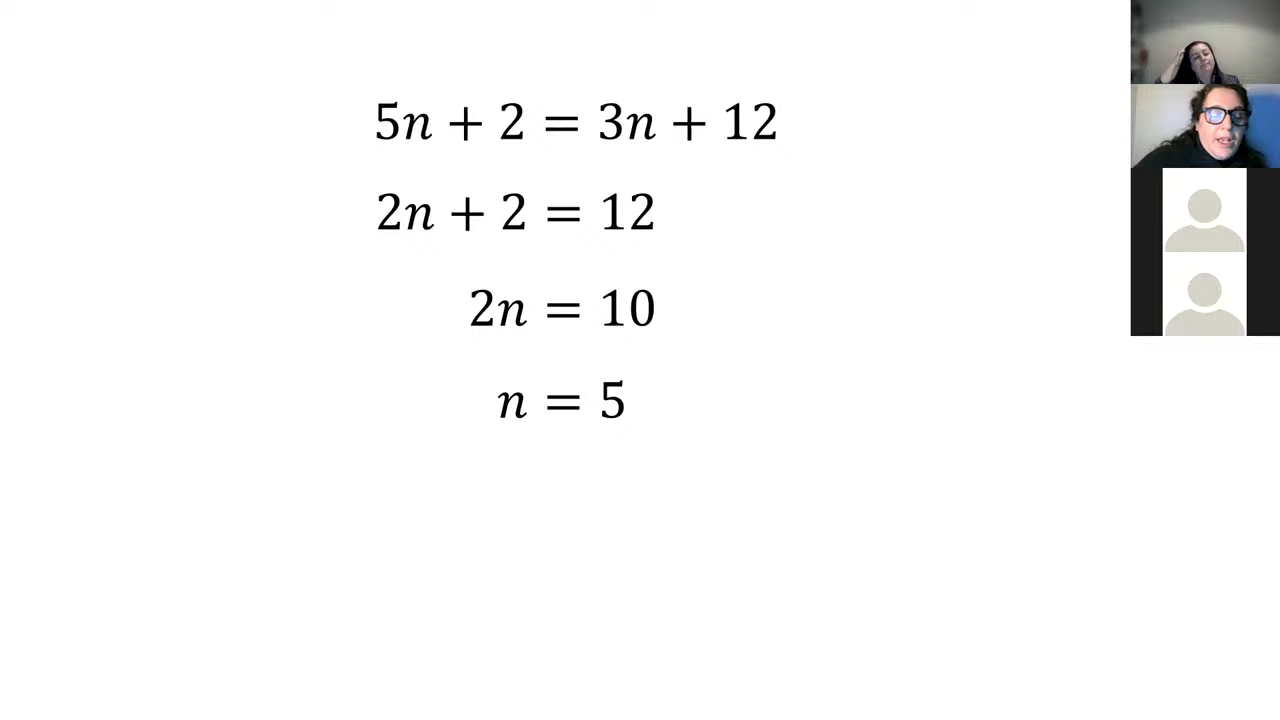 5n + 2 = 3n + 12
2n + 2 = 12
2n = 10
n = 5